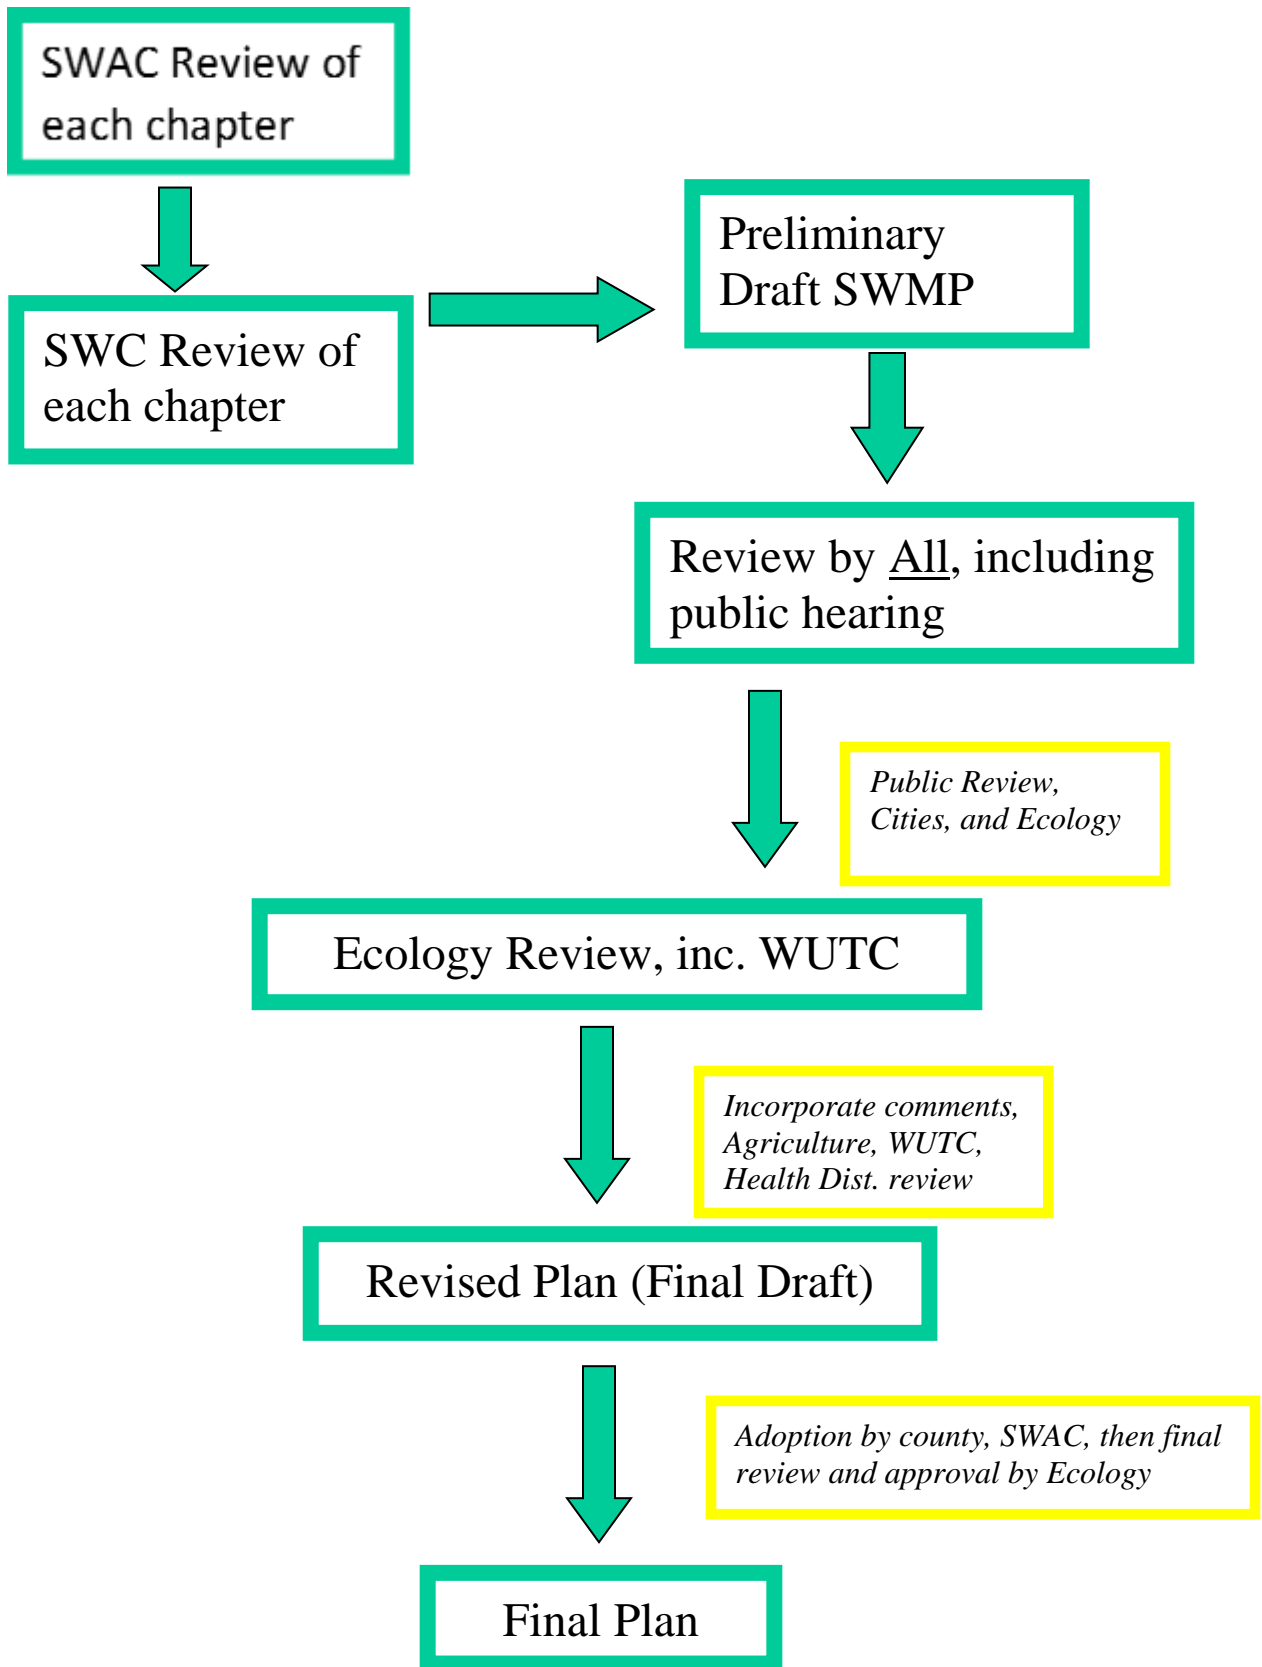 SWAC Review of
each chapter
SWC Review of
each chapter
Preliminary
Draft SWMP
Review by All, including
public hearing
Public Review,
Cities, and Ecology
Ecology Review, inc. WUTC
Incorporate comments,
Agriculture, WUTC,
Health Dist. review
Revised Plan (Final Draft)
Adoption by county, SWAC, then final
review and approval by Ecology
Final Plan